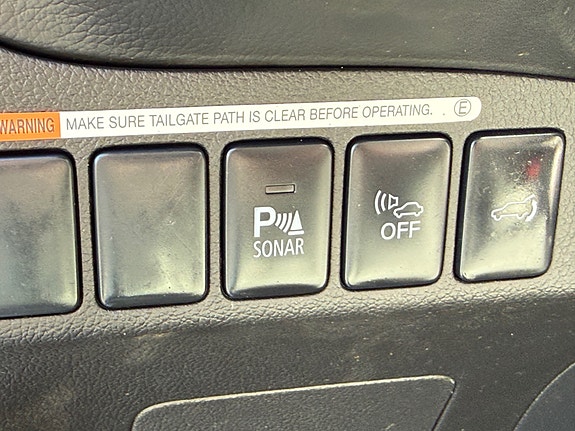 WARNING MAKE SURE TAILGATE PATH IS CLEAR BEFORE OPERATING. E
P
SONAR
OFF